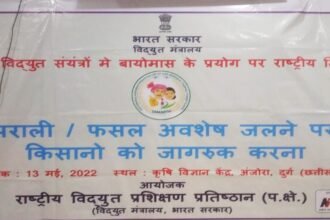 भारत सरकार
विद्युत मंत्रालय
विद्युत संयंत्रों मे बायोमास के प्रयोग पर राष्ट्रीय
पराली / फसल अवशेष जलने पर
किसानो को जागरुक करना
: 13 मई, 2022 स्थल : कृषि विज्ञान केंद्र, अंजोरा, दुर्ग
आयोजक
राष्ट्रीय विद्युत प्रशिक्षण प्रतिष्ठान (प.क्षे.)
(विद्युत मंत्रालय, भारत सरकार)